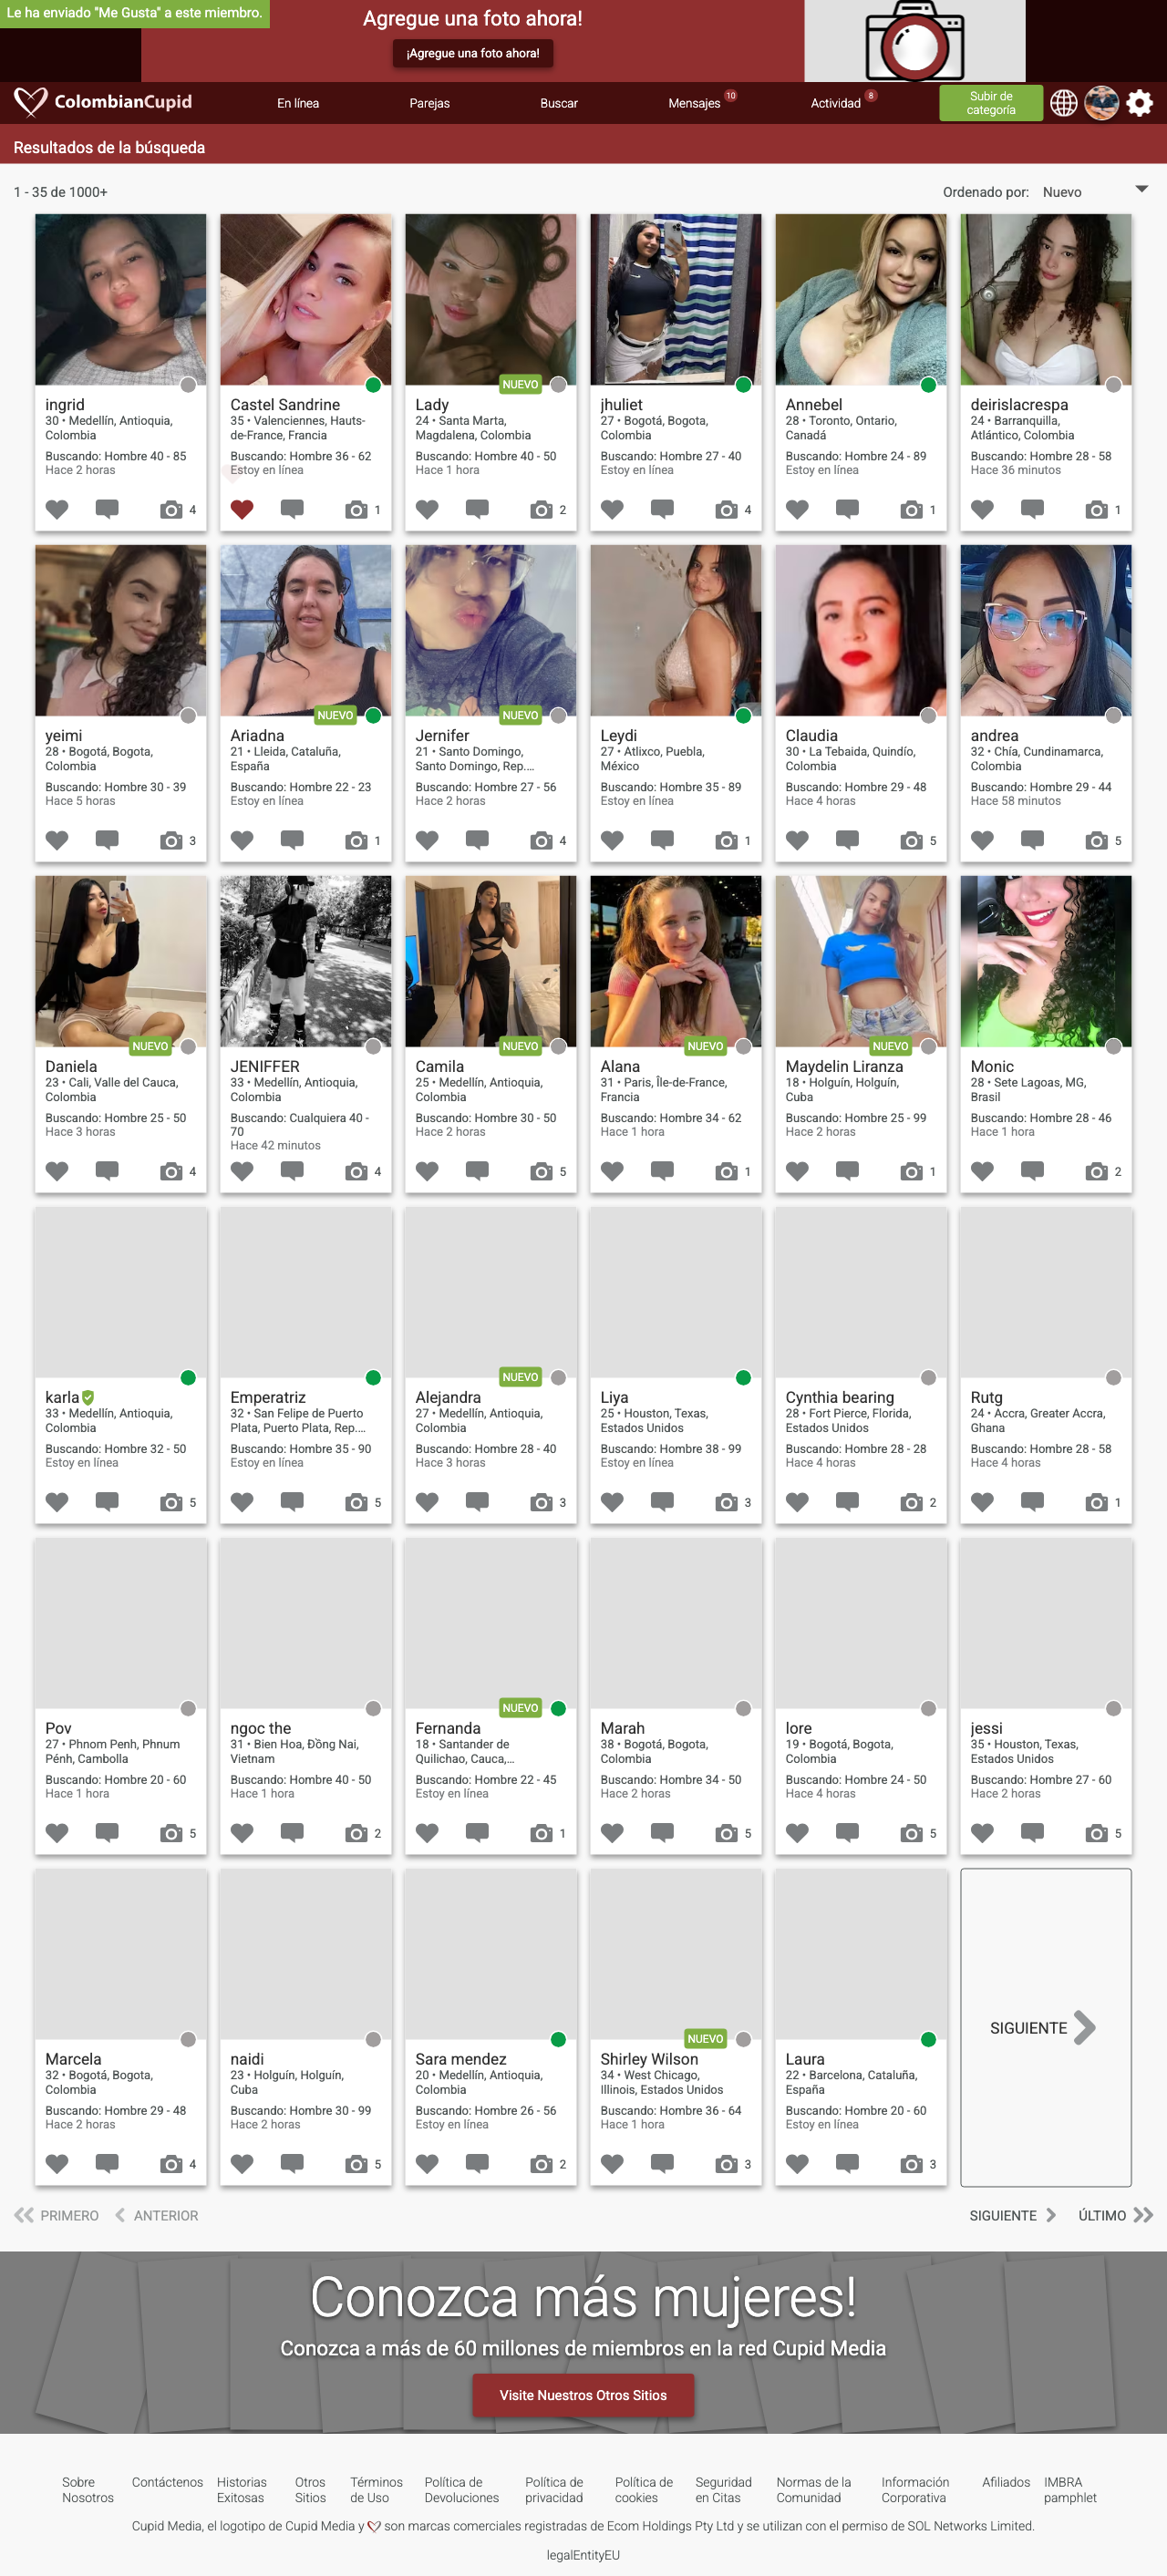 Le ha enviado "Me Gusta" a este miembro.
Agregue una foto ahora!
¡Agregue una foto ahora!
ColombianCupid
En línea
Parejas
Buscar
Mensajes 10
Actividad 8
Subir de
categoría
Resultados de la búsqueda
1 - 35 de 1000+
Ordenado por: Nuevo
ingrid
30 • Medellín, Antioquia,
Colombia
Buscando: Hombre 40 - 85
Hace 2 horas
4
Castel Sandrine
35 • Valenciennes, Hauts-
de-France, Francia
Buscando: Hombre 36 - 62
Estoy en línea
1
NUEVO
Lady
24 • Santa Marta,
Magdalena, Colombia
Buscando: Hombre 40 - 50
Hace 1 hora
2
jhuliet
27 • Bogotá, Bogota,
Colombia
Buscando: Hombre 27 - 40
Estoy en línea
4
Annebel
28 • Toronto, Ontario,
Canadá
Buscando: Hombre 24 - 89
Estoy en línea
1
deirislacrespa
24 • Barranquilla,
Atlántico, Colombia
Buscando: Hombre 28 - 58
Hace 36 minutos
1
yeimi
28 • Bogotá, Bogota,
Colombia
Buscando: Hombre 30 - 39
Hace 5 horas
3
NUEVO
Ariadna
21 • Lleida, Cataluña,
España
Buscando: Hombre 22 - 23
Estoy en línea
1
NUEVO
Jernifer
21 • Santo Domingo,
Santo Domingo, Rep....
Buscando: Hombre 27 - 56
Hace 2 horas
4
Leydi
27 • Atlixco, Puebla,
México
Buscando: Hombre 35 - 89
Estoy en línea
1
Claudia
30 • La Tebaida, Quindío,
Colombia
Buscando: Hombre 29 - 48
Hace 4 horas
5
andrea
32 • Chía, Cundinamarca,
Colombia
Buscando: Hombre 29 - 44
Hace 58 minutos
5
NUEVO
Daniela
23 • Cali, Valle del Cauca,
Colombia
Buscando: Hombre 25 - 50
Hace 3 horas
4
JENIFFER
33 • Medellín, Antioquia,
Colombia
Buscando: Cualquiera 40 -
70
Hace 42 minutos
4
NUEVO
Camila
25 • Medellín, Antioquia,
Colombia
Buscando: Hombre 30 - 50
Hace 2 horas
5
NUEVO
Alana
31 • Paris, Île-de-France,
Francia
Buscando: Hombre 34 - 62
Hace 1 hora
1
NUEVO
Maydelin Liranza
18 • Holguín, Holguín,
Cuba
Buscando: Hombre 25 - 99
Hace 2 horas
1
Monic
28 • Sete Lagoas, MG,
Brasil
Buscando: Hombre 28 - 46
Hace 1 hora
2
karla
33 • Medellín, Antioquia,
Colombia
Buscando: Hombre 32 - 50
Estoy en línea
5
Emperatriz
32 • San Felipe de Puerto
Plata, Puerto Plata, Rep....
Buscando: Hombre 35 - 90
Estoy en línea
5
NUEVO
Alejandra
27 • Medellín, Antioquia,
Colombia
Buscando: Hombre 28 - 40
Hace 3 horas
3
Liya
25 • Houston, Texas,
Estados Unidos
Buscando: Hombre 38 - 99
Estoy en línea
3
Cynthia bearing
28 • Fort Pierce, Florida,
Estados Unidos
Buscando: Hombre 28 - 28
Hace 4 horas
2
Rutg
24 • Accra, Greater Accra,
Ghana
Buscando: Hombre 28 - 58
Hace 4 horas
1
Pov
27 • Phnom Penh, Phnum
Pénh, Cambolla
Buscando: Hombre 20 - 60
Hace 1 hora
5
ngoc the
31 • Bien Hoa, Ðồng Nai,
Vietnam
Buscando: Hombre 40 - 50
Hace 1 hora
2
NUEVO
Fernanda
18 • Santander de
Quilichao, Cauca,...
Buscando: Hombre 22 - 45
Estoy en línea
1
Marah
38 • Bogotá, Bogota,
Colombia
Buscando: Hombre 34 - 50
Hace 2 horas
5
lore
19 • Bogotá, Bogota,
Colombia
Buscando: Hombre 24 - 50
Hace 4 horas
5
jessi
35 • Houston, Texas,
Estados Unidos
Buscando: Hombre 27 - 60
Hace 2 horas
5
Marcela
32 • Bogotá, Bogota,
Colombia
Buscando: Hombre 29 - 48
Hace 2 horas
4
naidi
23 • Holguín, Holguín,
Cuba
Buscando: Hombre 30 - 99
Hace 2 horas
5
Sara mendez
20 • Medellín, Antioquia,
Colombia
Buscando: Hombre 26 - 56
Estoy en línea
2
NUEVO
Shirley Wilson
34 • West Chicago,
Illinois, Estados Unidos
Buscando: Hombre 36 - 64
Hace 1 hora
3
Laura
22 • Barcelona, Cataluña,
España
Buscando: Hombre 20 - 60
Estoy en línea
3
SIGUIENTE
PRIMERO
ANTERIOR
SIGUIENTE
ÚLTIMO
Conozca más mujeres!
Conozca a más de 60 millones de miembros en la red Cupid Media
Visite Nuestros Otros Sitios
Sobre
Nosotros
Contáctenos
Historias
Exitosas
Otros
Sitios
Términos
de Uso
Política de
Devoluciones
Política de
privacidad
Política de
cookies
Seguridad
en Citas
Normas de la
Comunidad
Información
Corporativa
Afiliados
IMBRA
pamphlet
Cupid Media, el logotipo de Cupid Media y son marcas comerciales registradas de Ecom Holdings Pty Ltd y se utilizan con el permiso de SOL Networks Limited.
legalEntityEU